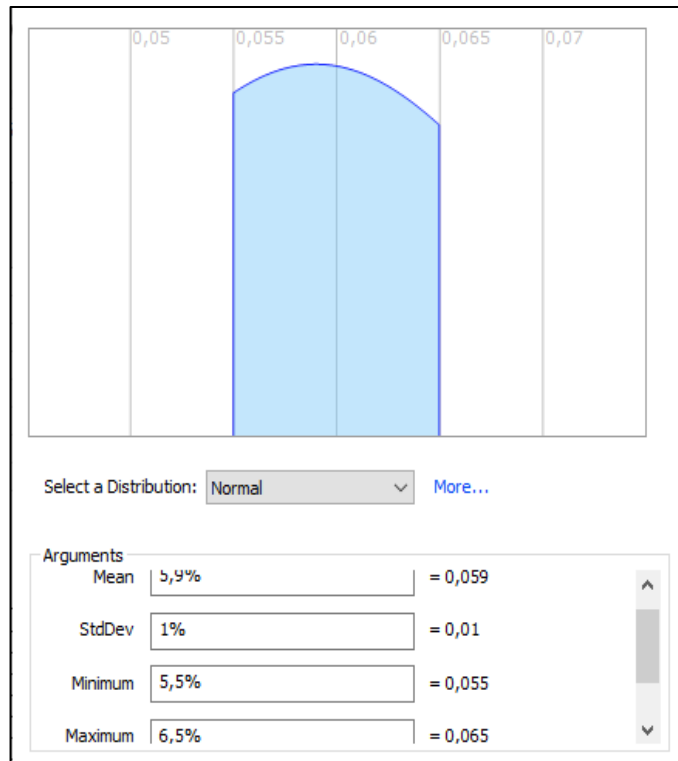 0,05 0,055 0,06 0,065 0,07
Select a Distribution: Normal More...
Arguments
Mean 5,9% = 0,059
StdDev 1% = 0,01
Minimum 5,5% = 0,055
Maximum 6,5% = 0,065